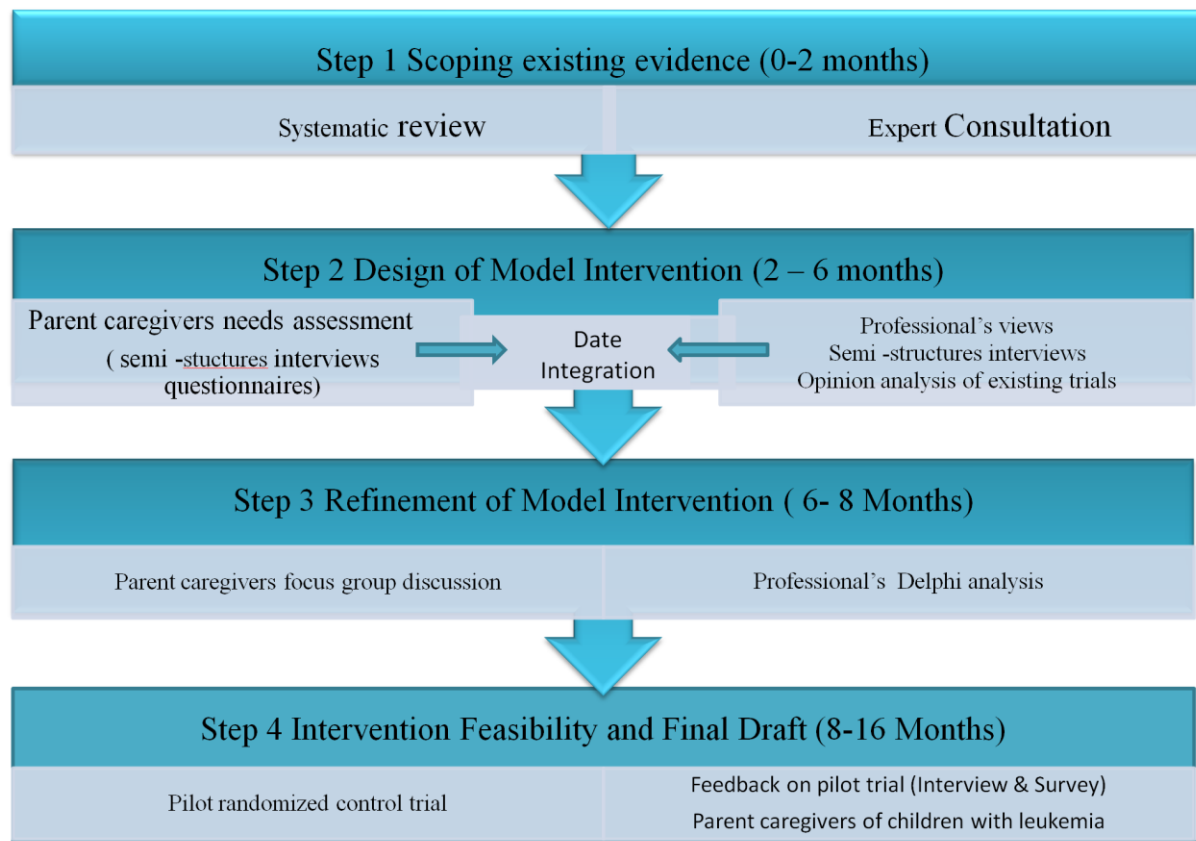 Step 1 Scoping existing evidence (0-2 months)
Systematic review
Expert Consultation
Step 2 Design of Model Intervention (2 – 6 months)
Parent caregivers needs assessment
( semi -stuctures interviews
questionnaires)
Date
Integration
Professional's views
Semi -structures interviews
Opinion analysis of existing trials
Step 3 Refinement of Model Intervention ( 6- 8 Months)
Parent caregivers focus group discussion
Professional's Delphi analysis
Step 4 Intervention Feasibility and Final Draft (8-16 Months)
Pilot randomized control trial
Feedback on pilot trial (Interview & Survey)
Parent caregivers of children with leukemia